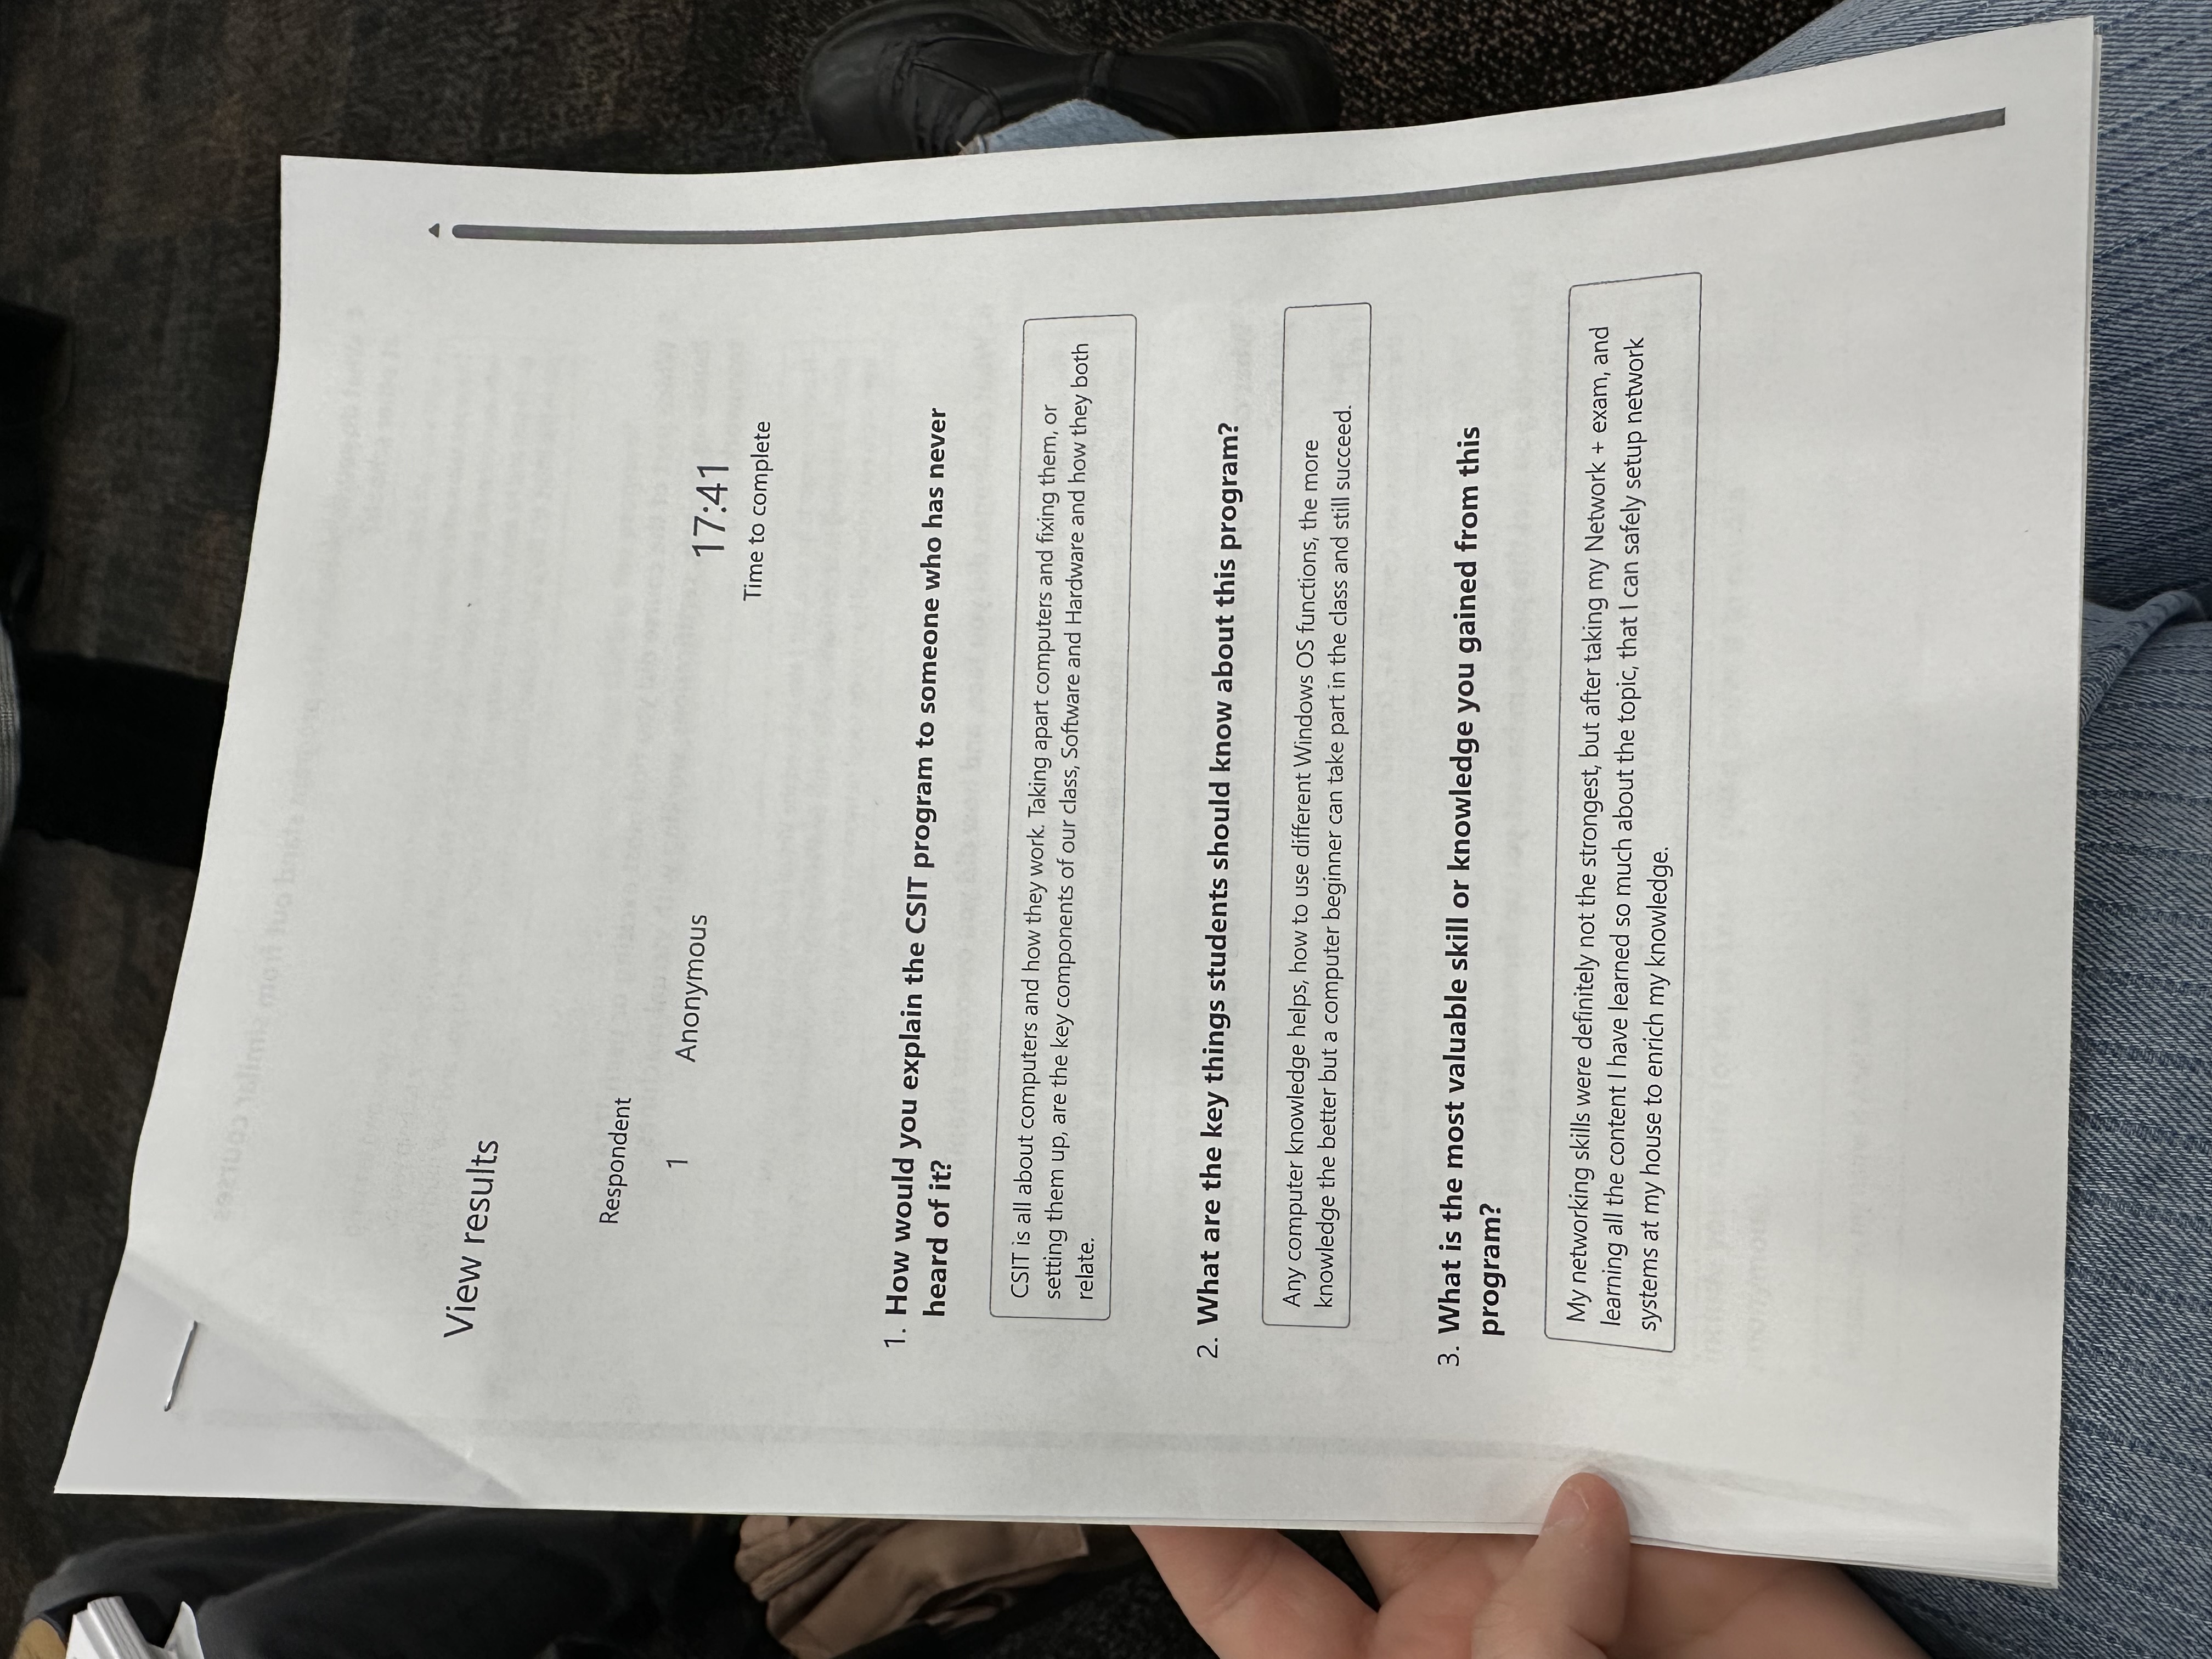 View results
Respondent
1 Anonymous
17:41
Time to complete
1. How would you explain the CSIT program to someone who has never
heard of it?
CSIT is all about computers and how they work. Taking apart computers and fixing them, or
setting them up, are the key components of our class, Software and Hardware and how they both
relate.
2. What are the key things students should know about this program?
Any computer knowledge helps, how to use different Windows OS functions, the more
knowledge the better but a computer beginner can take part in the class and still succeed.
3. What is the most valuable skill or knowledge you gained from this
program?
My networking skills were definitely not the strongest, but after taking my Network + exam, and
learning all the content I have learned so much about the topic, that I can safely setup network
systems at my house to enrich my knowledge.